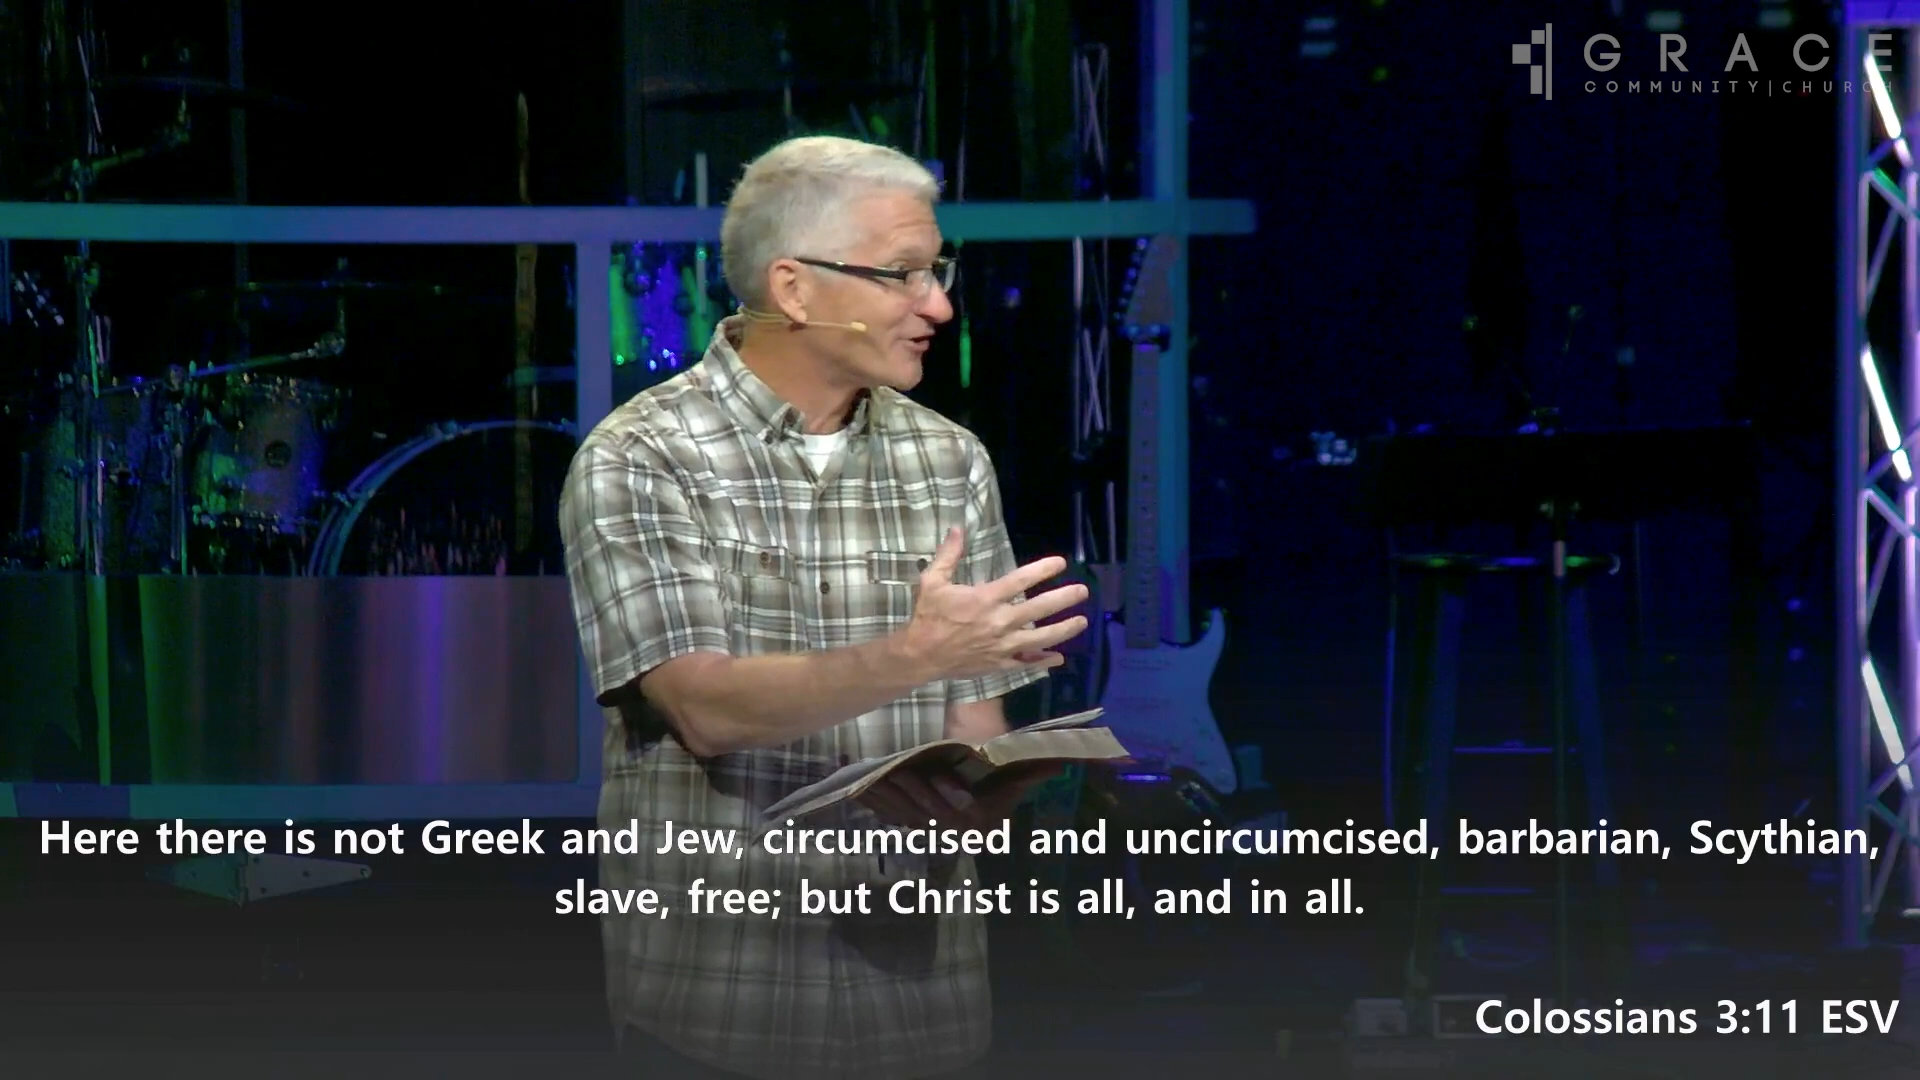 GRACE
COMMUNITY|CHURCH
Here there is not Greek and Jew, circumcised and uncircumcised, barbarian, Scythian,
slave, free; but Christ is all, and in all.
Colossians 3:11 ESV